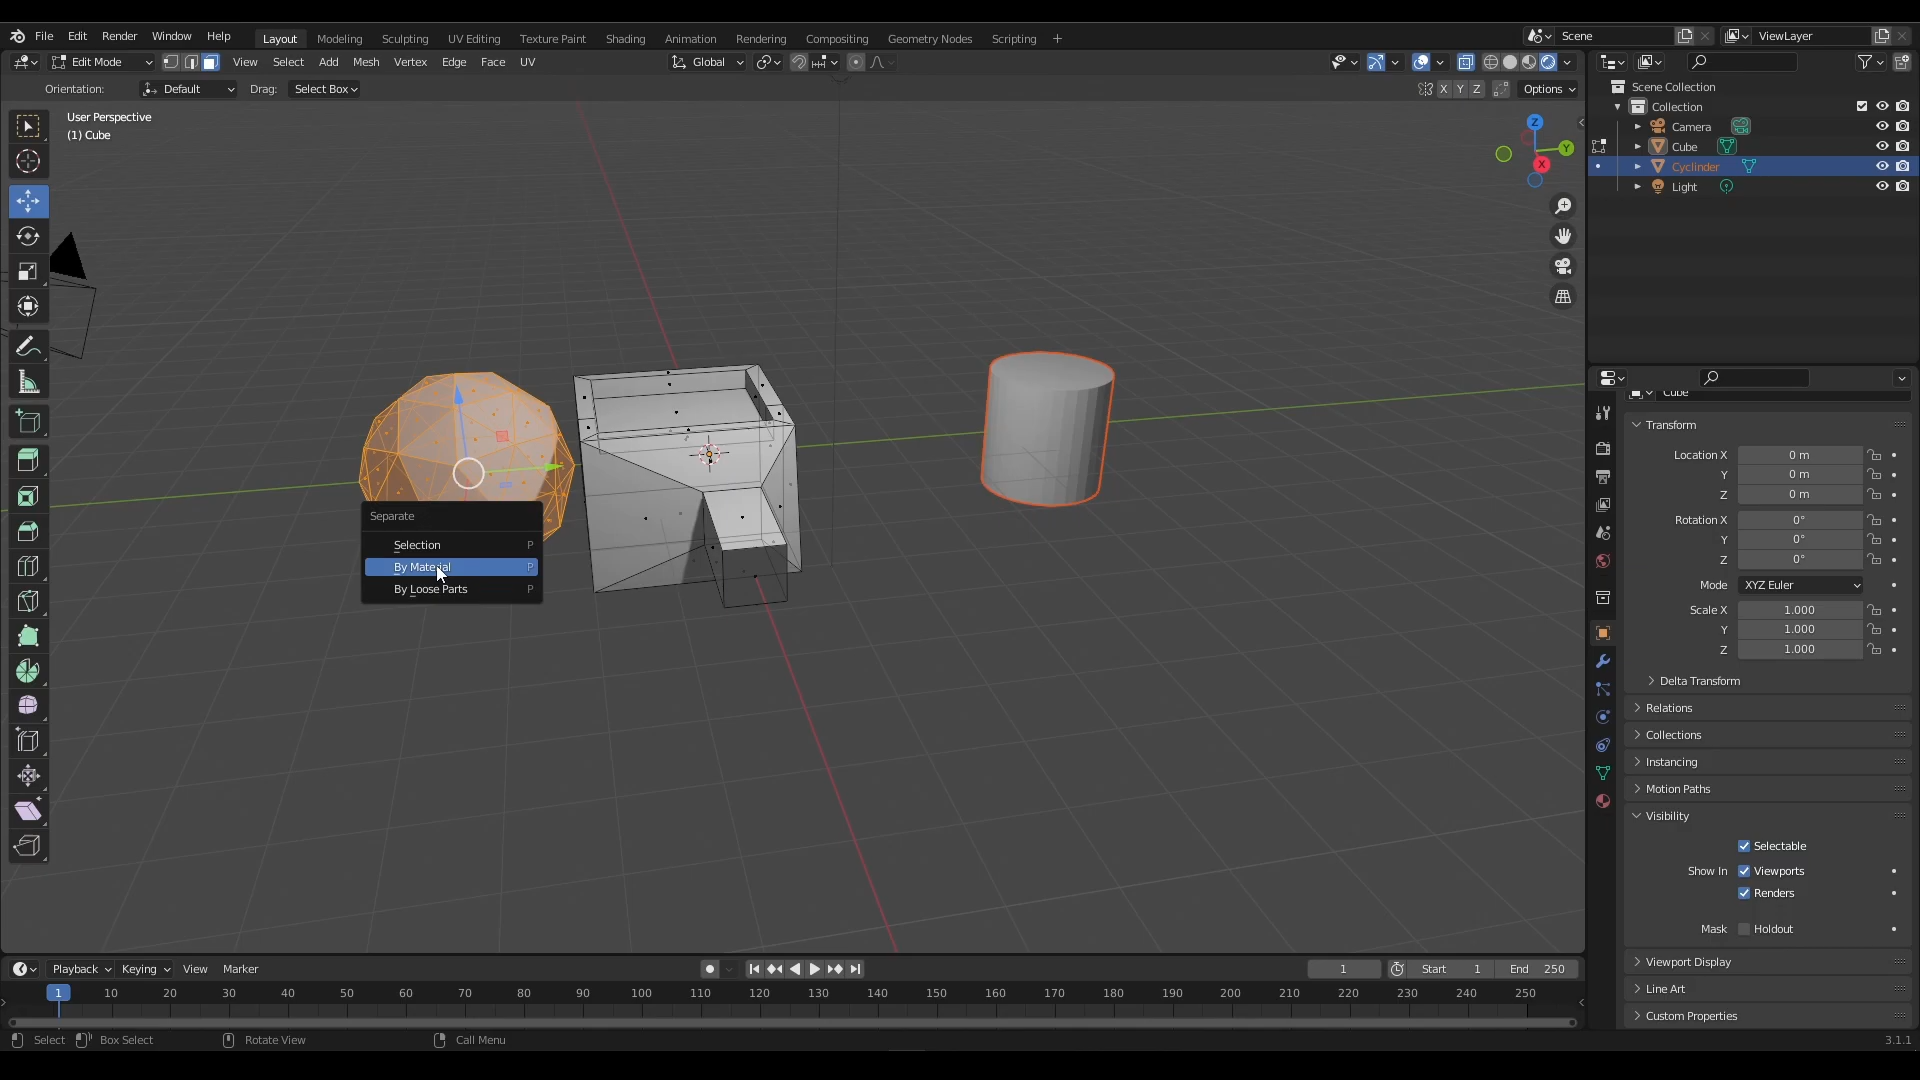 File Edit Render Window Help Layout Modeling Sculpting UV Editing Texture Paint Shading Animation Rendering Compositing Geometry Nodes Scripting + Scene ViewLayer
Edit Mode View Select Add Mesh Vertex Edge Face UV Global
Orientation: Default Drag: Select Box X Y Z Options
User Perspective
(1) Cube
Z
Y
X
Scene Collection
Collection
Camera
Cube
Cyclinder
Light
Separate
Selection P
By Material P
By Loose Parts P
Cube
Transform
Location X 0 m
Y 0 m
Z 0 m
Rotation X 0°
Y 0°
Z 0°
Mode XYZ Euler
Scale X 1.000
Y 1.000
Z 1.000
Delta Transform
Relations
Collections
Instancing
Motion Paths
Visibility
Selectable
Show In Viewports
Renders
Mask Holdout
Viewport Display
Line Art
Custom Properties
Playback Keying View Marker 1 Start 1 End 250
1 10 20 30 40 50 60 70 80 90 100 110 120 130 140 150 160 170 180 190 200 210 220 230 240 250
Select Box Select Rotate View Call Menu 3.1.1